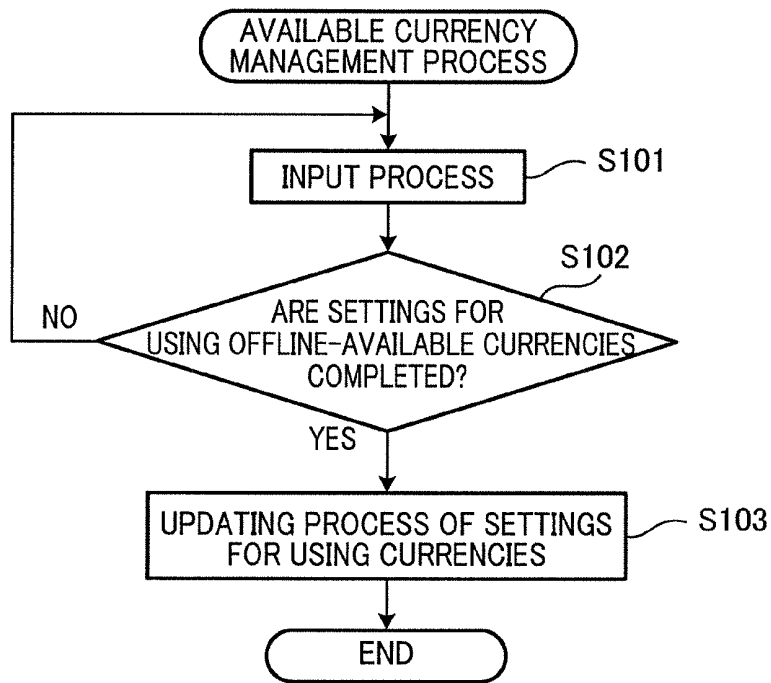 AVAILABLE CURRENCY
MANAGEMENT PROCESS
INPUT PROCESS
S101
S102
ARE SETTINGS FOR
USING OFFLINE-AVAILABLE CURRENCIES
COMPLETED?
NO
YES
UPDATING PROCESS OF SETTINGS
FOR USING CURRENCIES
S103
END